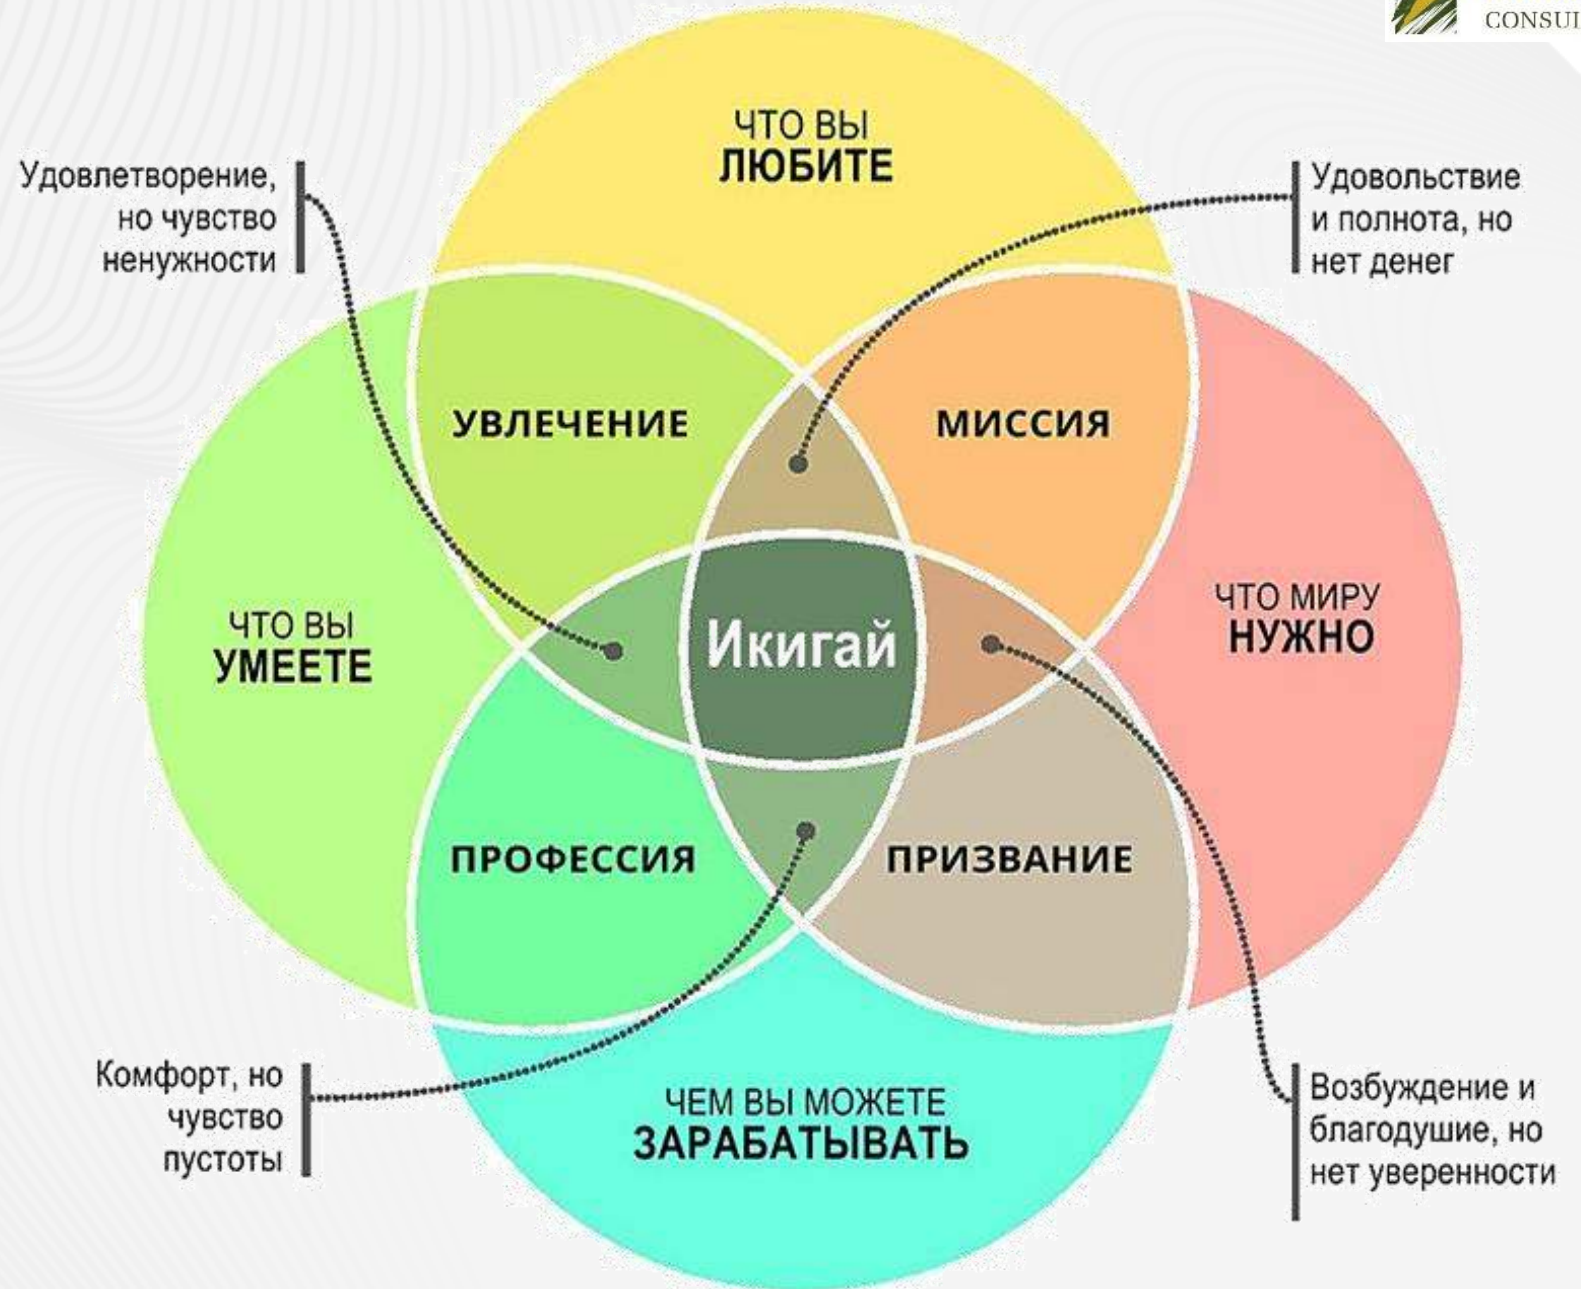 ЧТО ВЫ
ЛЮБИТЕ
Удовлетворение,
но чувство
ненужности
Удовольствие
и полнота, но
нет денег
УВЛЕЧЕНИЕ
МИССИЯ
ЧТО ВЫ
УМЕЕТЕ
Икигай
ЧТО МИРУ
НУЖНО
ПРОФЕССИЯ
ПРИЗВАНИЕ
Комфорт, но
чувство
пустоты
ЧЕМ ВЫ МОЖЕТЕ
ЗАРАБАТЫВАТЬ
Возбуждение и
благодушие, но
нет уверенности